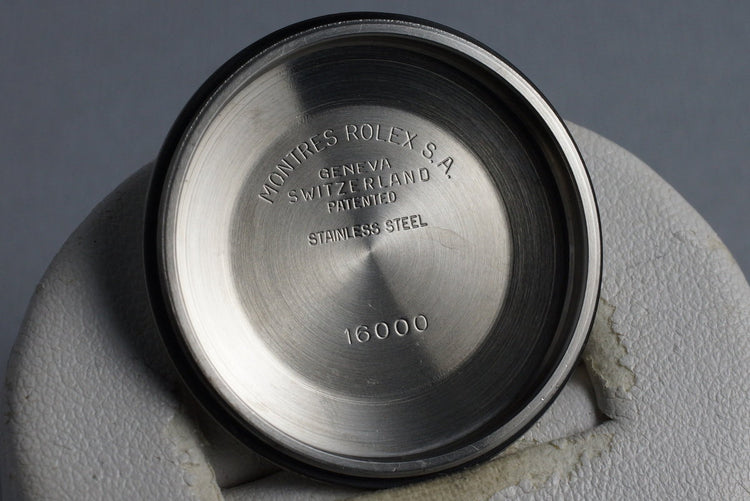 MONTRES ROLEX S.A.
GENEVA
SWITZERLAND
PATENTED
STAINLESS STEEL
16000